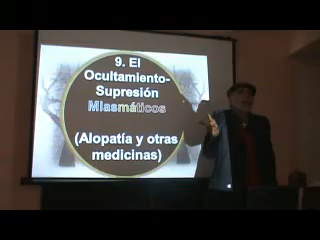 9. El
Ocultamiento-
Supresión
Miasmáticos
(Alopatía y otras
medicinas)